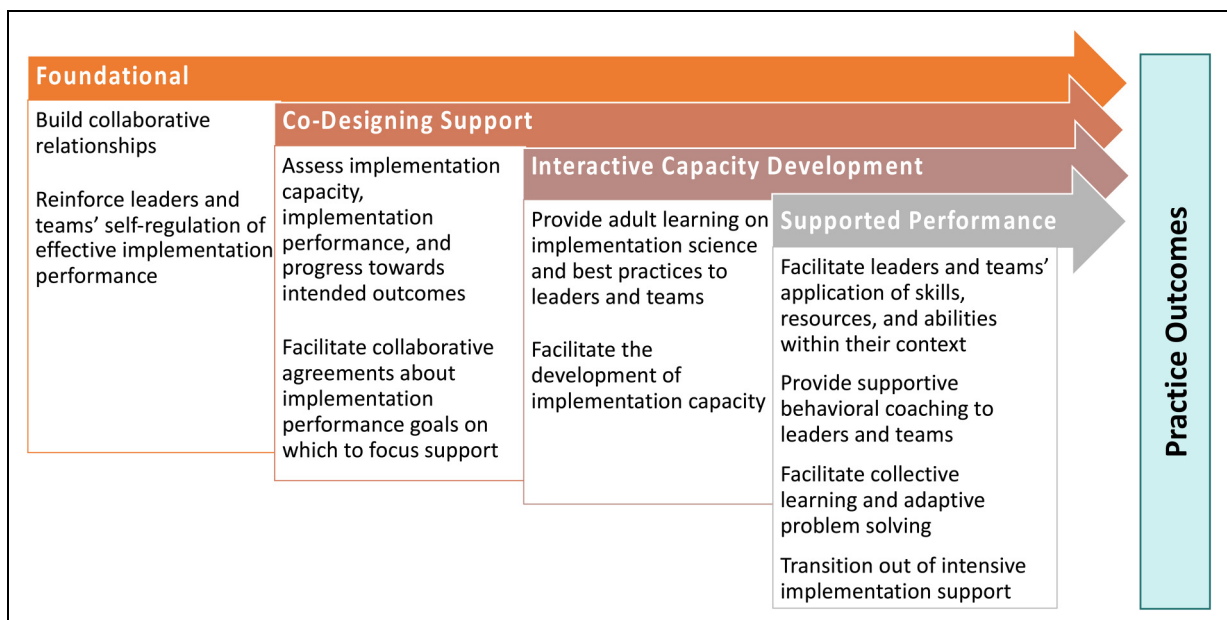 Foundational
Build collaborative
relationships
Reinforce leaders and
teams’ self-regulation of
effective implementation
performance
Co-Designing Support
Assess implementation
capacity,
implementation
performance, and
progress towards
intended outcomes
Facilitate collaborative
agreements about
implementation
performance goals on
which to focus support
Interactive Capacity Development
Provide adult learning on
implementation science
and best practices to
leaders and teams
Facilitate the
development of
implementation capacity
Supported Performance
Facilitate leaders and teams’
application of skills,
resources, and abilities
within their context
Provide supportive
behavioral coaching to
leaders and teams
Facilitate collective
learning and adaptive
problem solving
Transition out of intensive
implementation support
Practice Outcomes